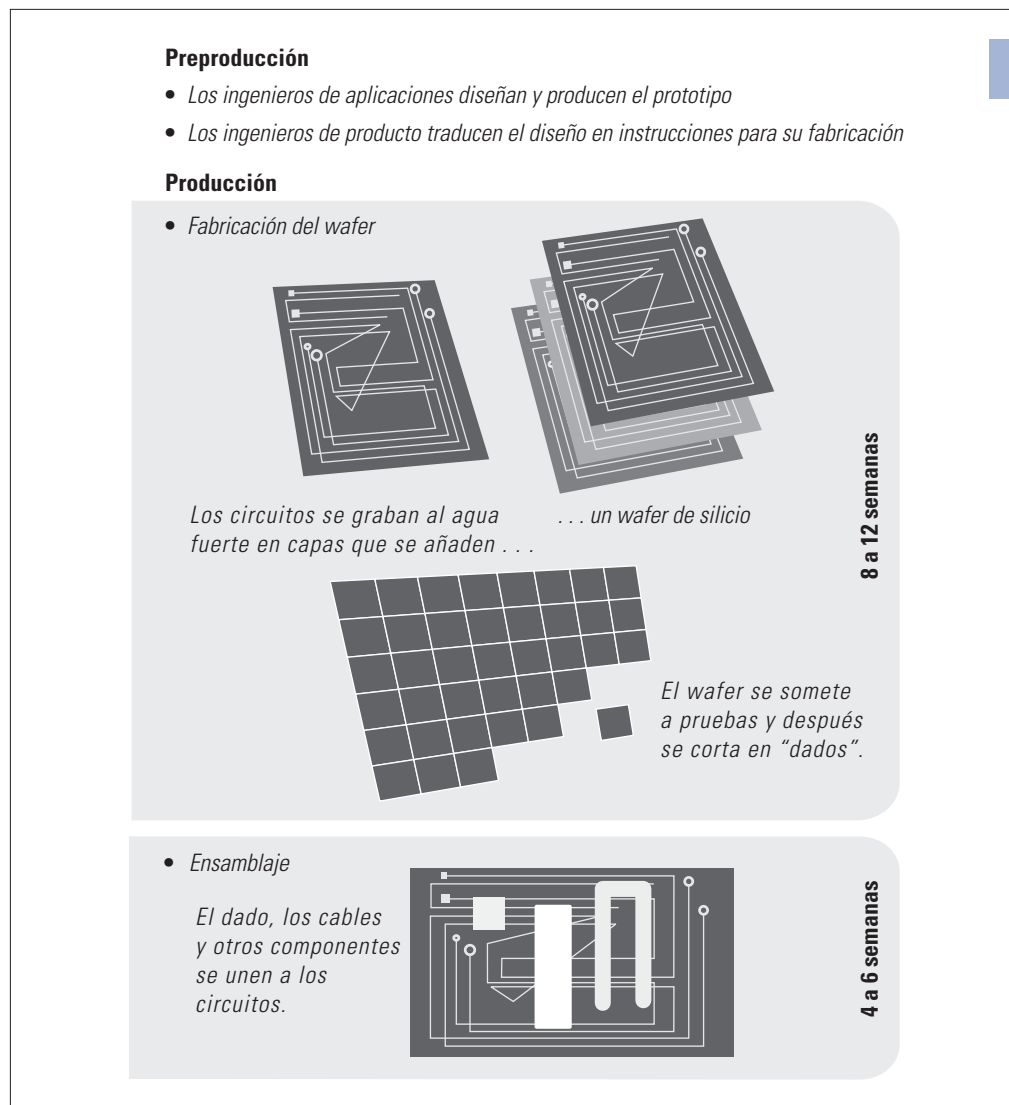 Preproducción
• Los ingenieros de aplicaciones diseñan y producen el prototipo
• Los ingenieros de producto traducen el diseño en instrucciones para su fabricación
Producción
• Fabricación del wafer
Los circuitos se graban al agua
fuerte en capas que se añaden . . .
. . . un wafer de silicio
El wafer se somete
a pruebas y después
se corta en “dados”.
8 a 12 semanas
• Ensamblaje
El dado, los cables
y otros componentes
se unen a los
circuitos.
4 a 6 semanas